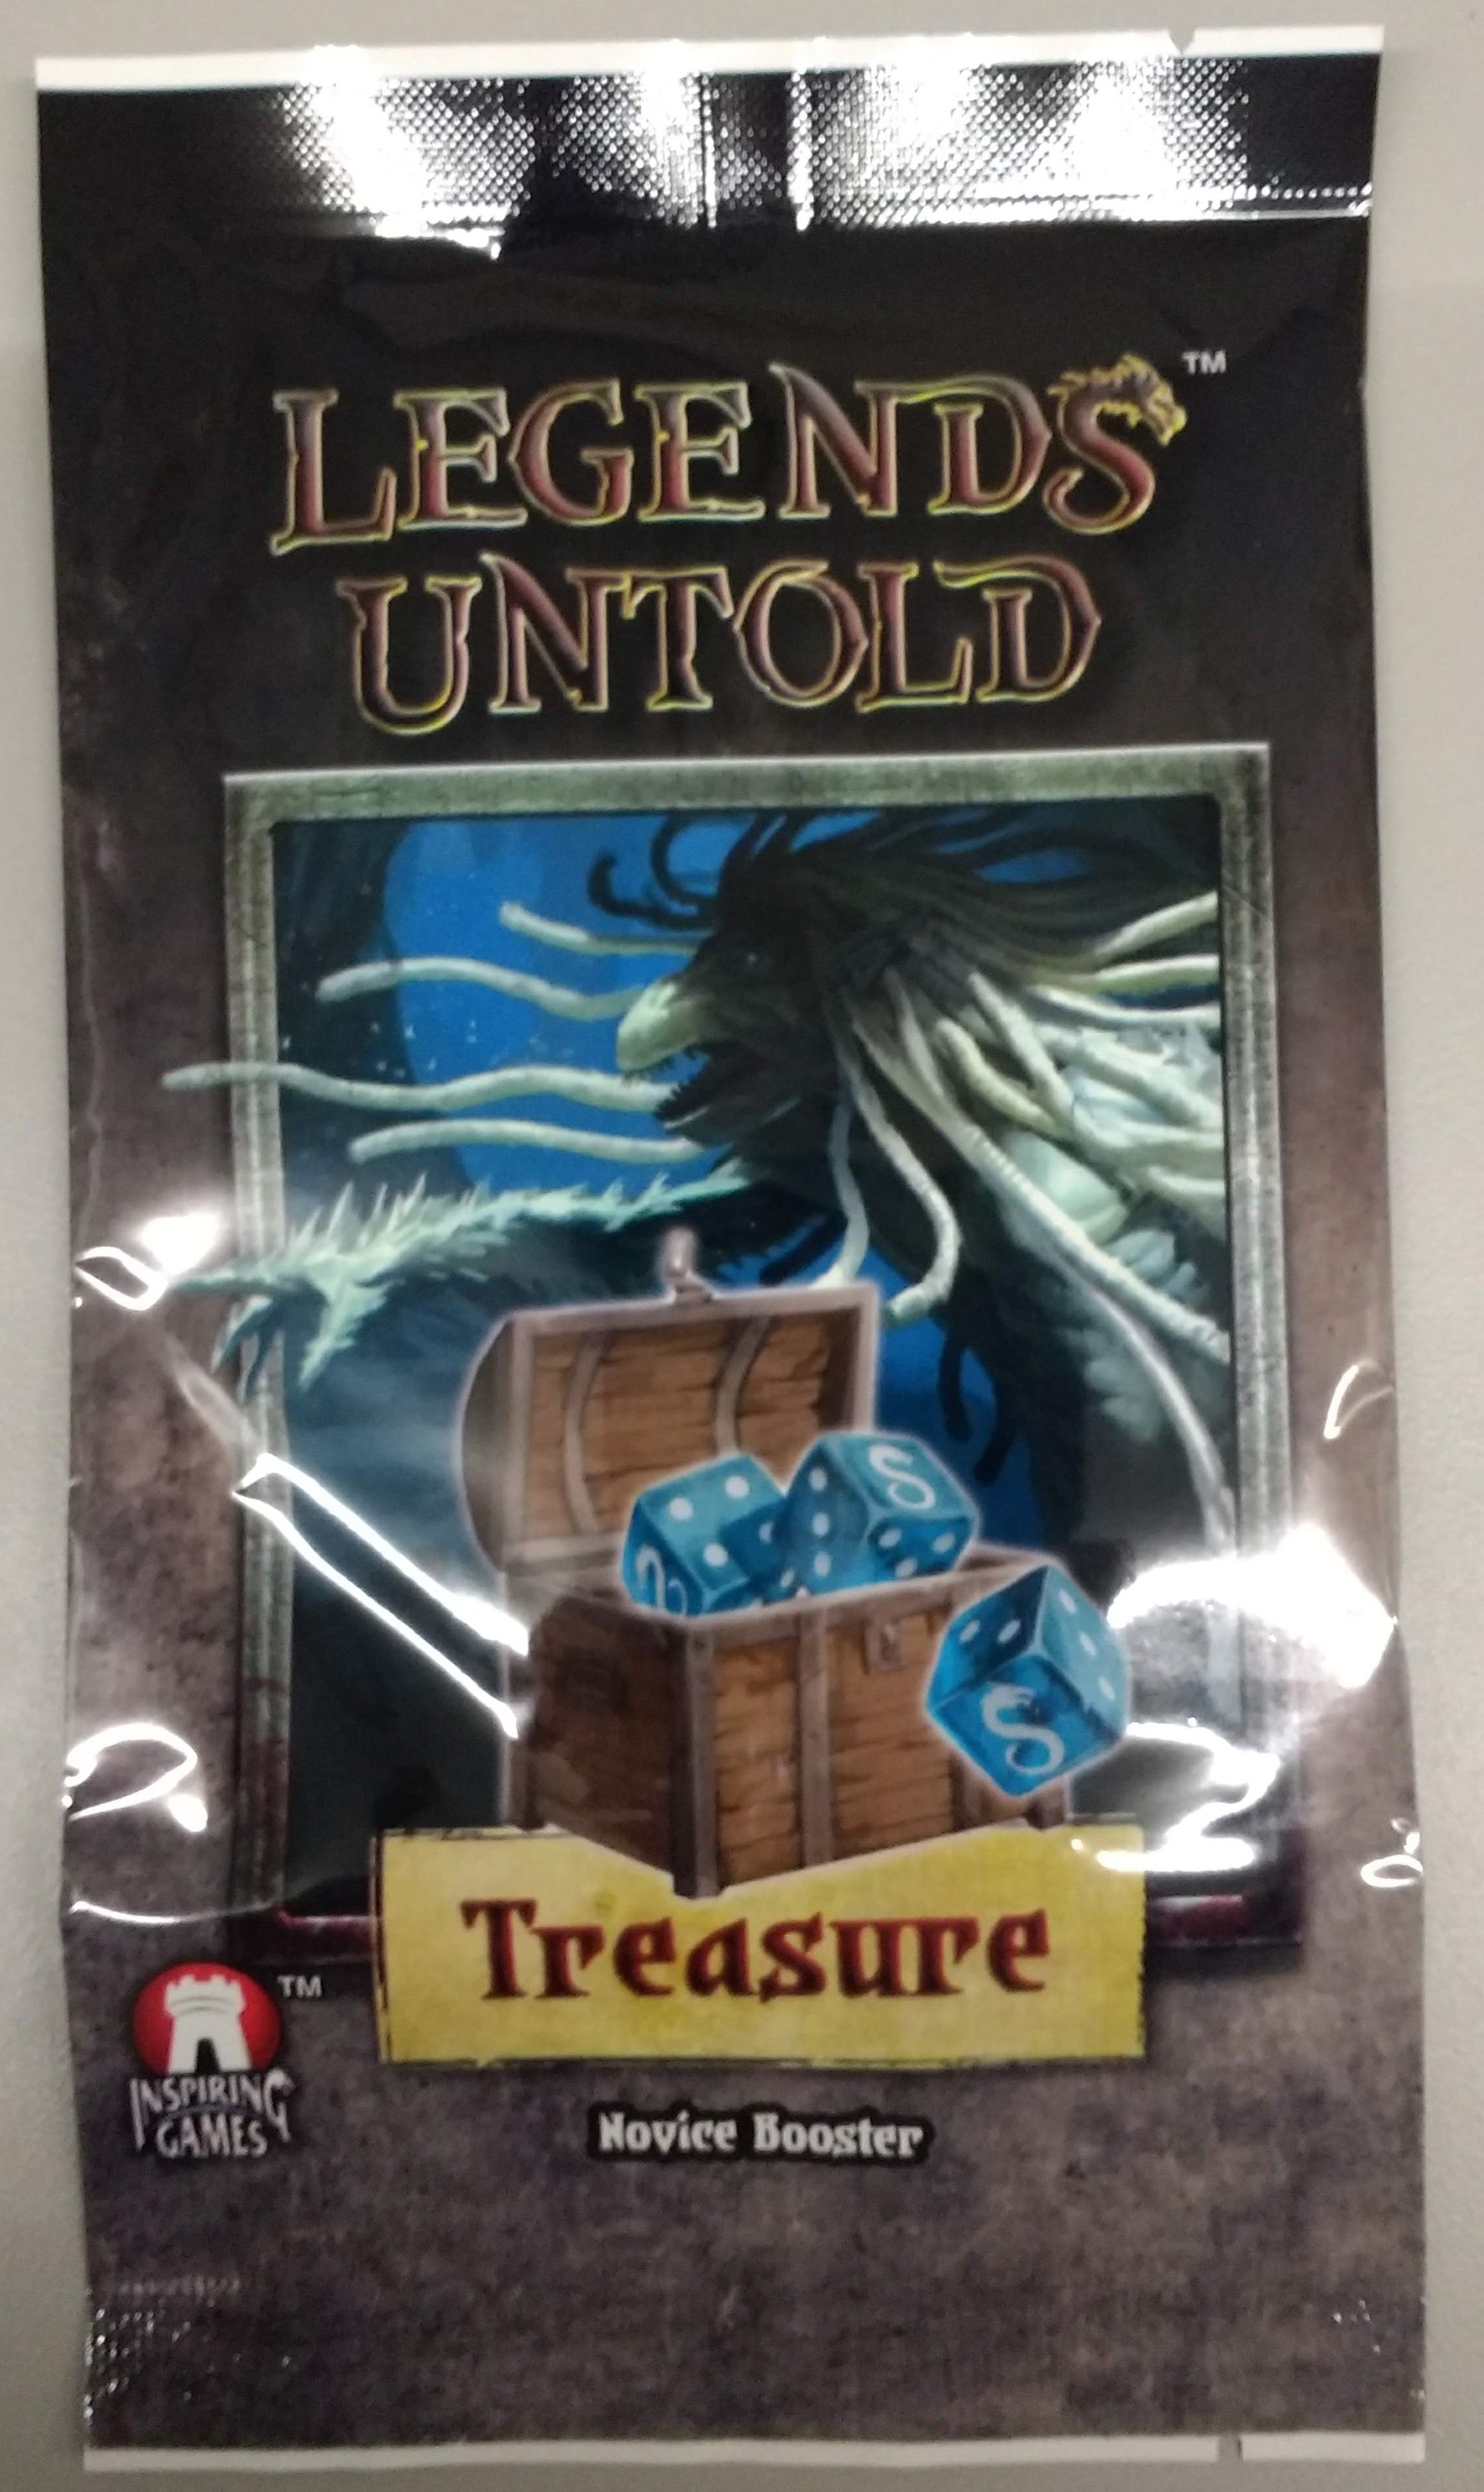 LEGENDS™
UNTOLD
S
S
Treasure
TM
INSPIRING
GAMES
Novice Booster